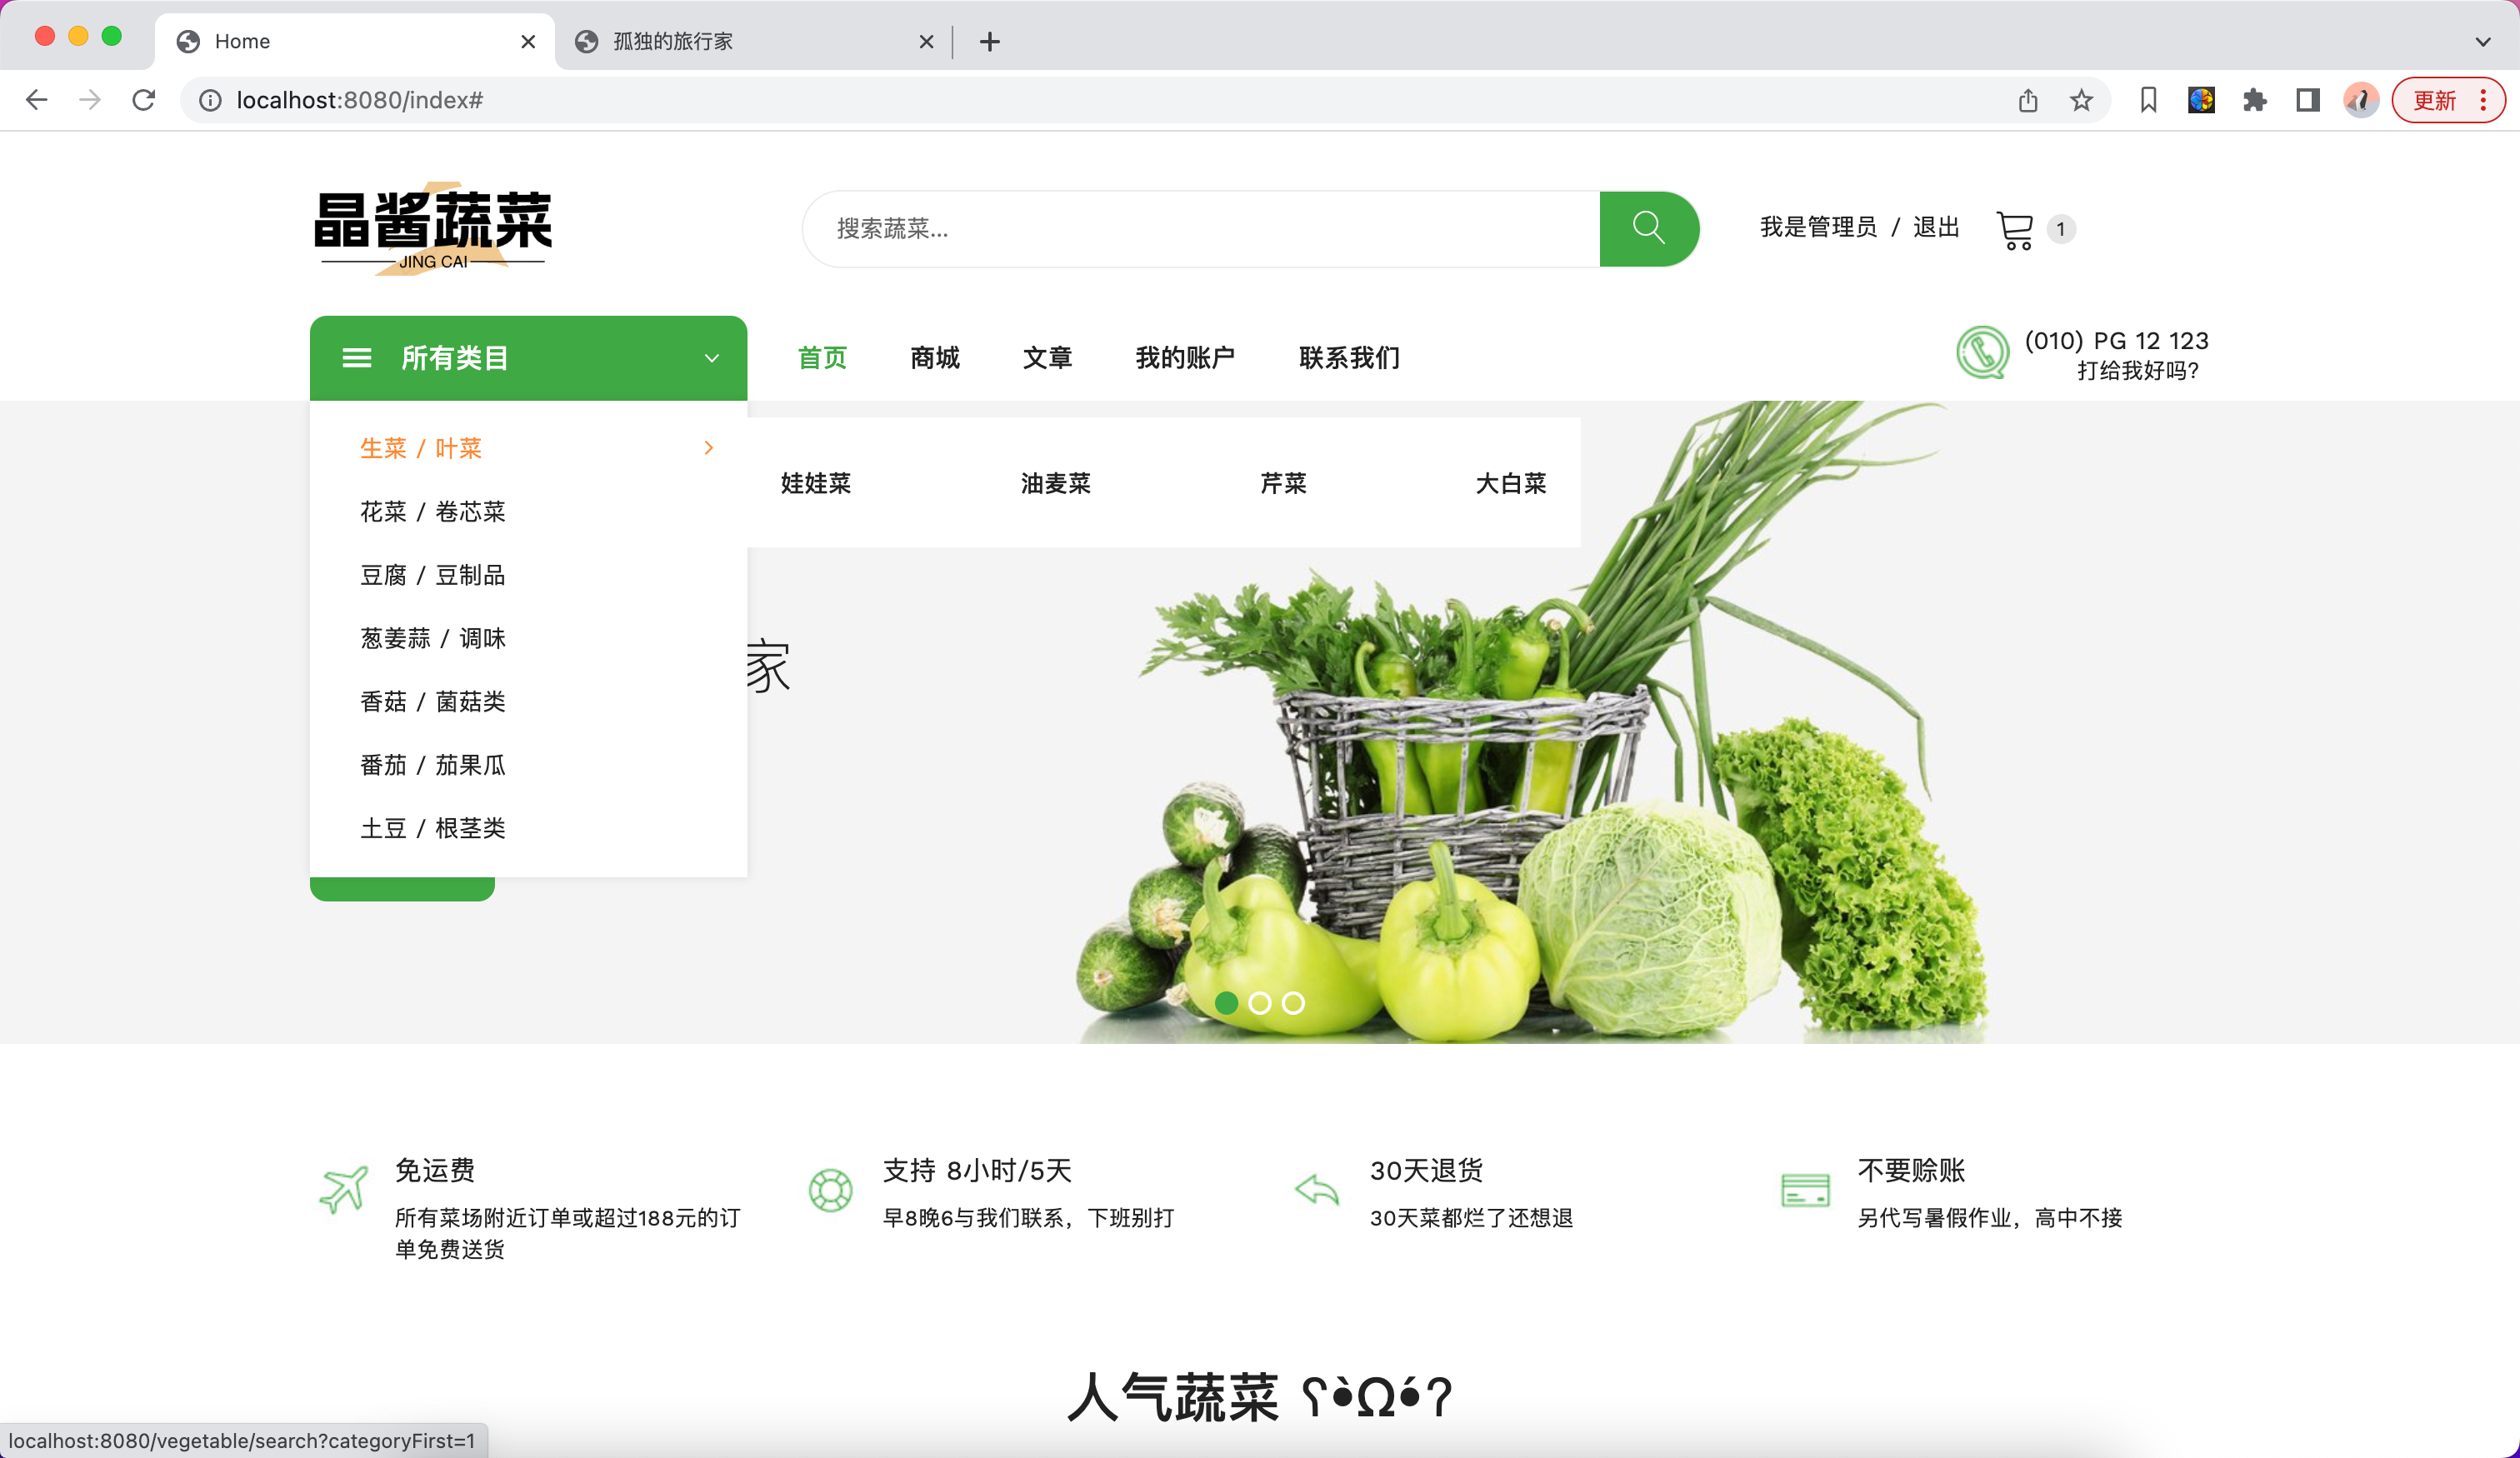 Home
孤独的旅行家
localhost:8080/index#
更新
晶酱蔬菜
JING CAI
搜索蔬菜...
我是管理员 / 退出
1
所有类目
首页
商城
文章
我的账户
联系我们
(010) PG 12 123
打给我好吗?
生菜 / 叶菜
娃娃菜
油麦菜
芹菜
大白菜
花菜 / 卷芯菜
豆腐 / 豆制品
葱姜蒜 / 调味
家
香菇 / 菌菇类
番茄 / 茄果瓜
土豆 / 根茎类
免运费
所有菜场附近订单或超过188元的订
单免费送货
支持 8小时/5天
早8晚6与我们联系，下班别打
30天退货
30天菜都烂了还想退
不要赊账
另代写暑假作业，高中不接
人气蔬菜 ʕ•̀Ω•́ʔ
localhost:8080/vegetable/search?categoryFirst=1